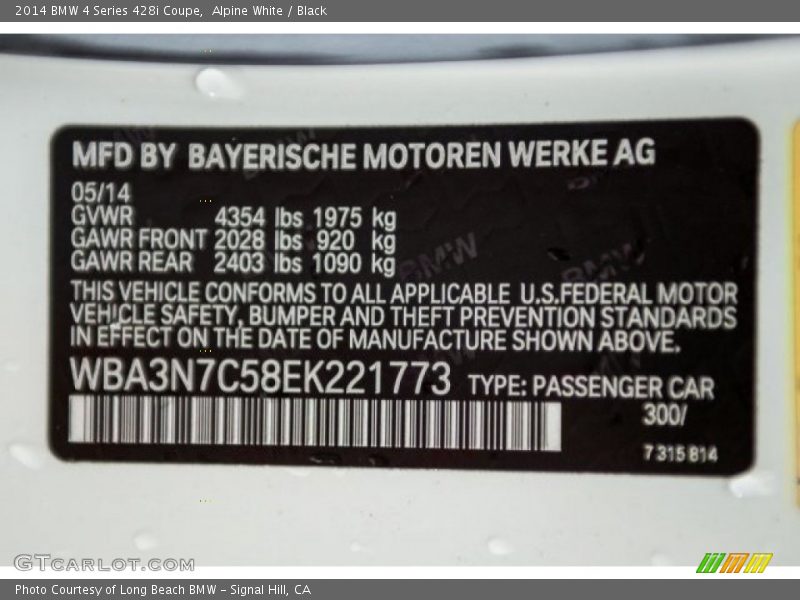 2014 BMW 4 Series 428i Coupe,  Alpine White / Black
MFD BY BAYERISCHE MOTOREN WERKE AG
05/14
GVWR 4354 lbs 1975 kg
GAWR FRONT 2028 lbs 920 kg
GAWR REAR 2403 lbs 1090 kg
BMW BMW
THIS VEHICLE CONFORMS TO ALL APPLICABLE U.S.FEDERAL MOTOR
VEHICLE SAFETY, BUMPER AND THEFT PREVENTION STANDARDS
IN EFFECT ON THE DATE OF MANUFACTURE SHOWN ABOVE.
WBA3N7C58EK221773 TYPE: PASSENGER CAR
300/
7 315 814
GTCARLOT.COM
Photo Courtesy of Long Beach BMW - Signal Hill, CA